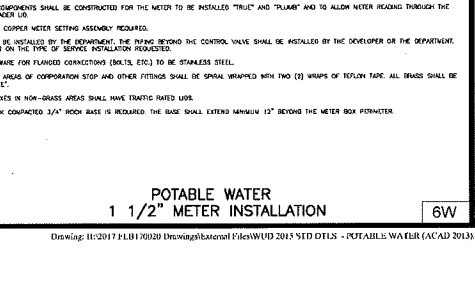 OMPONENTS SHALL BE CONSTRUCTED FOR THE METER TO BE INSTALLED "TRUE" AND "PLUMB" AND TO ALLOW METER READING THROUGH THE
ADER LID.
COPPER METER SETTING ASSEMBLY REQUIRED.
BE INSTALLED BY THE DEPARTMENT. THE PIPING BEYOND THE CONTROL VALVE SHALL BE INSTALLED BY THE DEVELOPER OR THE DEPARTMENT,
ON THE TYPE OF SERVICE INSTALLATION REQUESTED.
WARE FOR FLANGED CONNECTIONS (BOLTS, ETC.) TO BE STAINLESS STEEL.
AREAS OF CORPORATION STOP AND OTHER FITTINGS SHALL BE SPIRAL WRAPPED WITH TWO (2) WRAPS OF TEFLON TAPE. ALL BRASS SHALL BE
E".
XES IN NON-GRASS AREAS SHALL HAVE TRAFFIC RATED LIDS.
K COMPACTED 3/4" ROCK BASE IS REQUIRED. THE BASE SHALL EXTEND MINIMUM 12" BEYOND THE METER BOX PERIMETER.
POTABLE WATER
1 1/2" METER INSTALLATION
6W
Drawing: H:\2017 FLB170020 Drawings\External Files\WUD 2015 STD DTLS - POTABLE WATER (ACAD 2013).